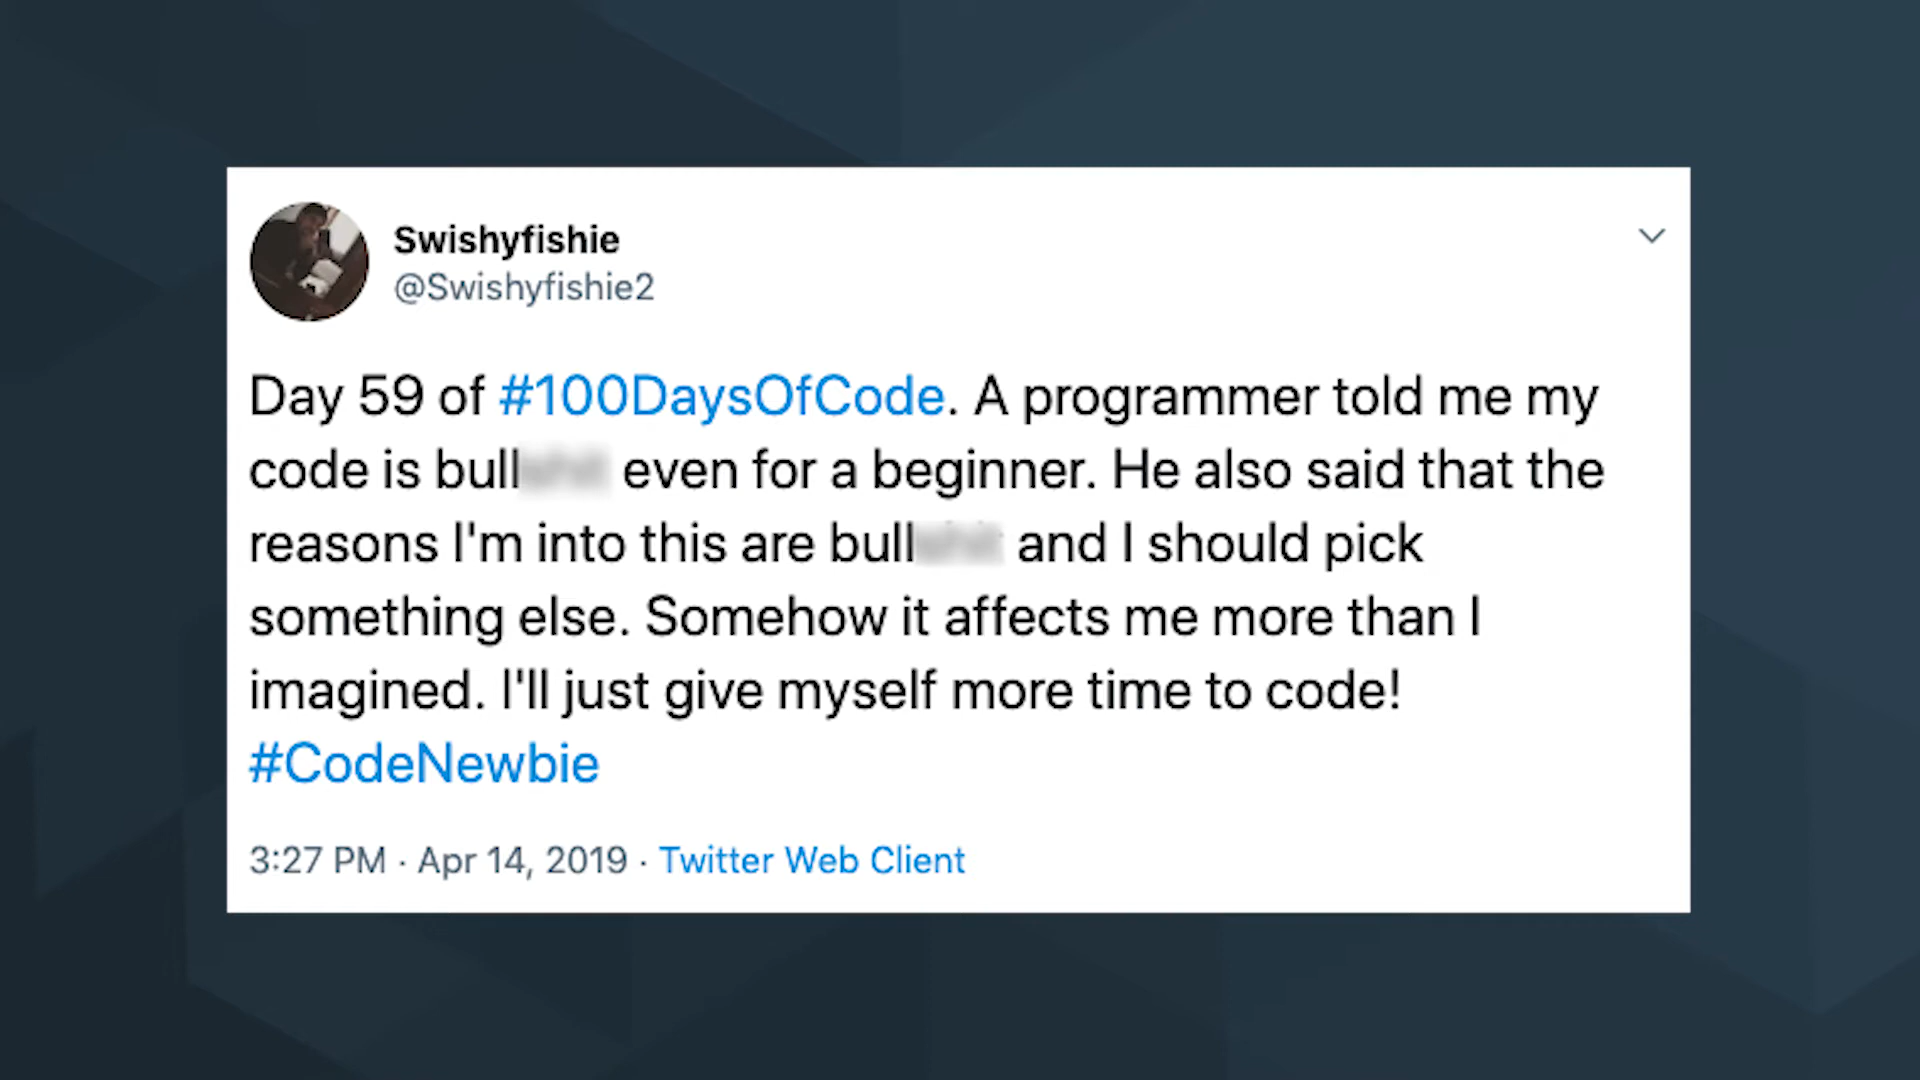 Swishyfishie
@Swishyfishie2
Day 59 of #100DaysOfCode. A programmer told me my
code is bull even for a beginner. He also said that the
reasons I'm into this are bull and I should pick
something else. Somehow it affects me more than I
imagined. I'll just give myself more time to code!
#CodeNewbie
3:27 PM · Apr 14, 2019 · Twitter Web Client